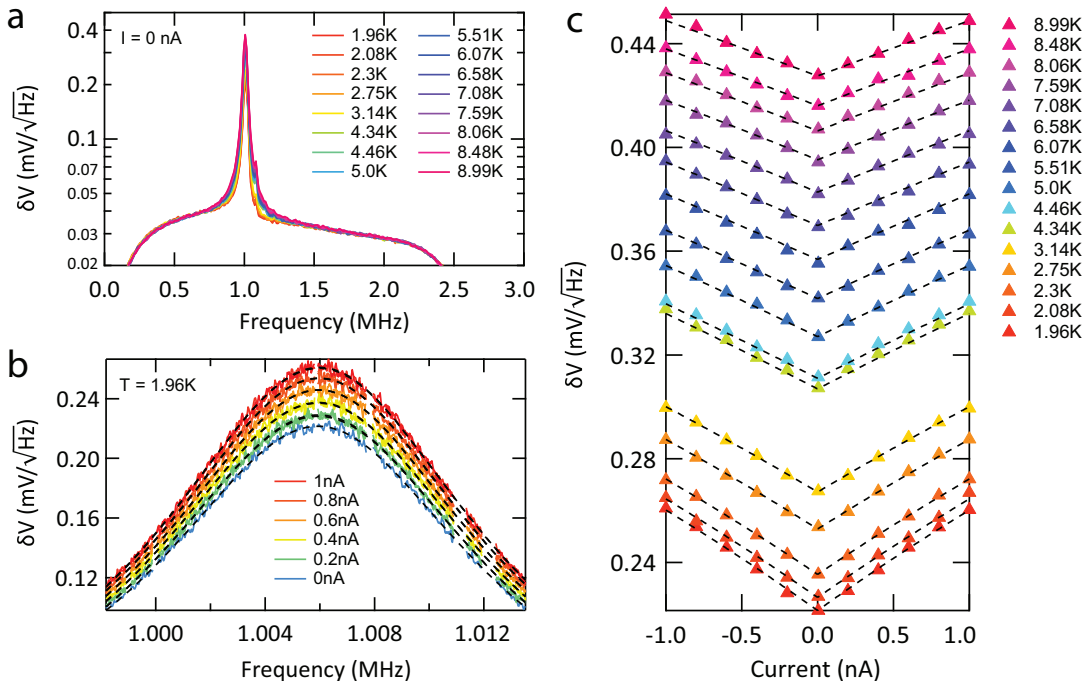 a
I = 0 nA
1.96K
2.08K
2.3K
2.75K
3.14K
4.34K
4.46K
5.0K
5.51K
6.07K
6.58K
7.08K
7.59K
8.06K
8.48K
8.99K
0.4
0.2
0.1
0.07
0.05
0.03
0.02
δV (mV/√Hz)
0.0 0.5 1.0 1.5 2.0 2.5 3.0
Frequency (MHz)
b
T = 1.96K
0.24
0.20
0.16
0.12
δV (mV/√Hz)
1nA
0.8nA
0.6nA
0.4nA
0.2nA
0nA
1.000 1.004 1.008 1.012
Frequency (MHz)
c
0.44
0.40
0.36
0.32
0.28
0.24
δV (mV/√Hz)
-1.0 -0.5 0.0 0.5 1.0
Current (nA)
8.99K
8.48K
8.06K
7.59K
7.08K
6.58K
6.07K
5.51K
5.0K
4.46K
4.34K
3.14K
2.75K
2.3K
2.08K
1.96K